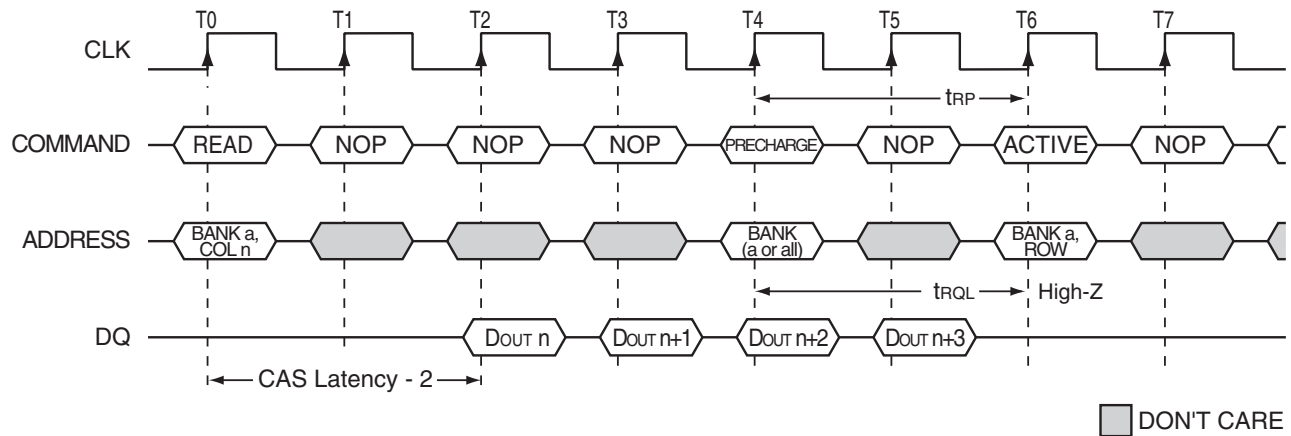 T0 T1 T2 T3 T4 T5 T6 T7
CLK
tRP
COMMAND READ NOP NOP NOP PRECHARGE NOP ACTIVE NOP
ADDRESS BANK a, COL n BANK (a or all) BANK a, ROW
tRQL High-Z
DQ DOUT n DOUT n+1 DOUT n+2 DOUT n+3
CAS Latency - 2
DON'T CARE